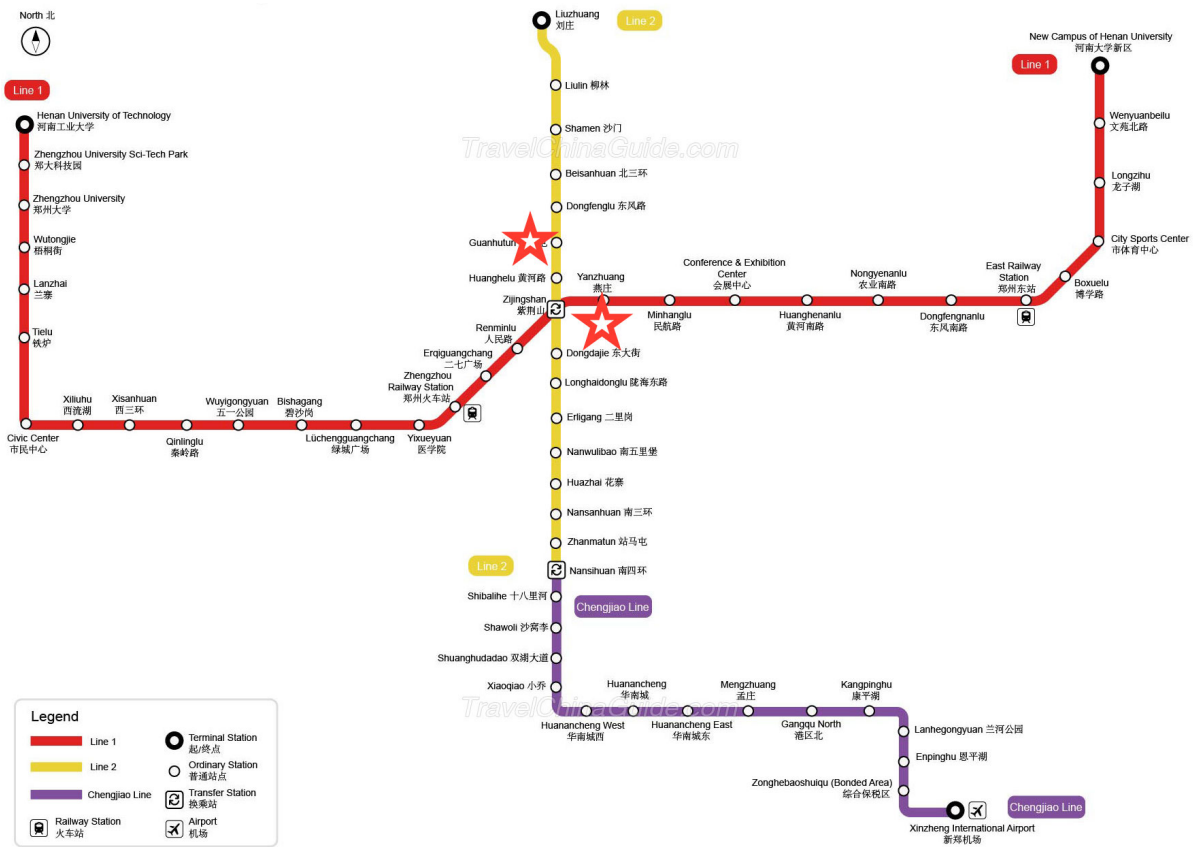 North 北
Line 1
Henan University of Technology
河南工业大学
Zhengzhou University Sci-Tech Park
郑大科技园
Zhengzhou University
郑州大学
Wutongjie
梧桐街
Lanzhai
兰寨
Tielu
铁炉
Civic Center
市民中心
Xiliuhu
西流湖
Xisanhuan
西三环
Qinlinglu
秦岭路
Wuyigongyuan
五一公园
Bishagang
碧沙岗
Lüchengguangchang
绿城广场
Yixueyuan
医学院
Zhengzhou
Railway Station
郑州火车站
Erqiguangchang
二七广场
Renminlu
人民路
Zijingshan
紫荆山
Yanzhuang
燕庄
Minhanglu
民航路
Conference & Exhibition
Center
会展中心
Huanghenanlu
黄河南路
Nongyenanlu
农业南路
Dongfengnanlu
东风南路
East Railway
Station
郑州东站
Boxuelu
博学路
City Sports Center
市体育中心
Longzihu
龙子湖
Wenyuanbeilu
文苑北路
New Campus of Henan University
河南大学新区
Line 1
Liuzhuang
刘庄
Line 2
Liulin 柳林
Shamen 沙门
TravelChinaGuide.com
Beisanhuan 北三环
Dongfenglu 东风路
Guanhutun
Huanghelu 黄河路
Dongdajie 东大街
Longhaidonglu 陇海东路
Erligang 二里岗
Nanwulibao 南五里堡
Huazhai 花寨
Nansanhuan 南三环
Zhanmatun 站马屯
Line 2
Nansihuan 南四环
Shibalihe 十八里河
Chengjiao Line
Shawoli 沙窝李
Shuanghudadao 双湖大道
Xiaoqiao 小乔
TravelChinaGuide.com
Huanancheng West
华南城西
Huanancheng
华南城
Huanancheng East
华南城东
Mengzhuang
孟庄
Gangqu North
港区北
Kangpinghu
康平湖
Lanhegongyuan 兰河公园
Enpinghu 恩平湖
Zonghebaoshuiqu (Bonded Area)
综合保税区
Chengjiao Line
Xinzheng International Airport
新郑机场
Legend
Line 1
Line 2
Chengjiao Line
Railway Station
火车站
Terminal Station
起/终点
Ordinary Station
普通站点
Transfer Station
换乘站
Airport
机场